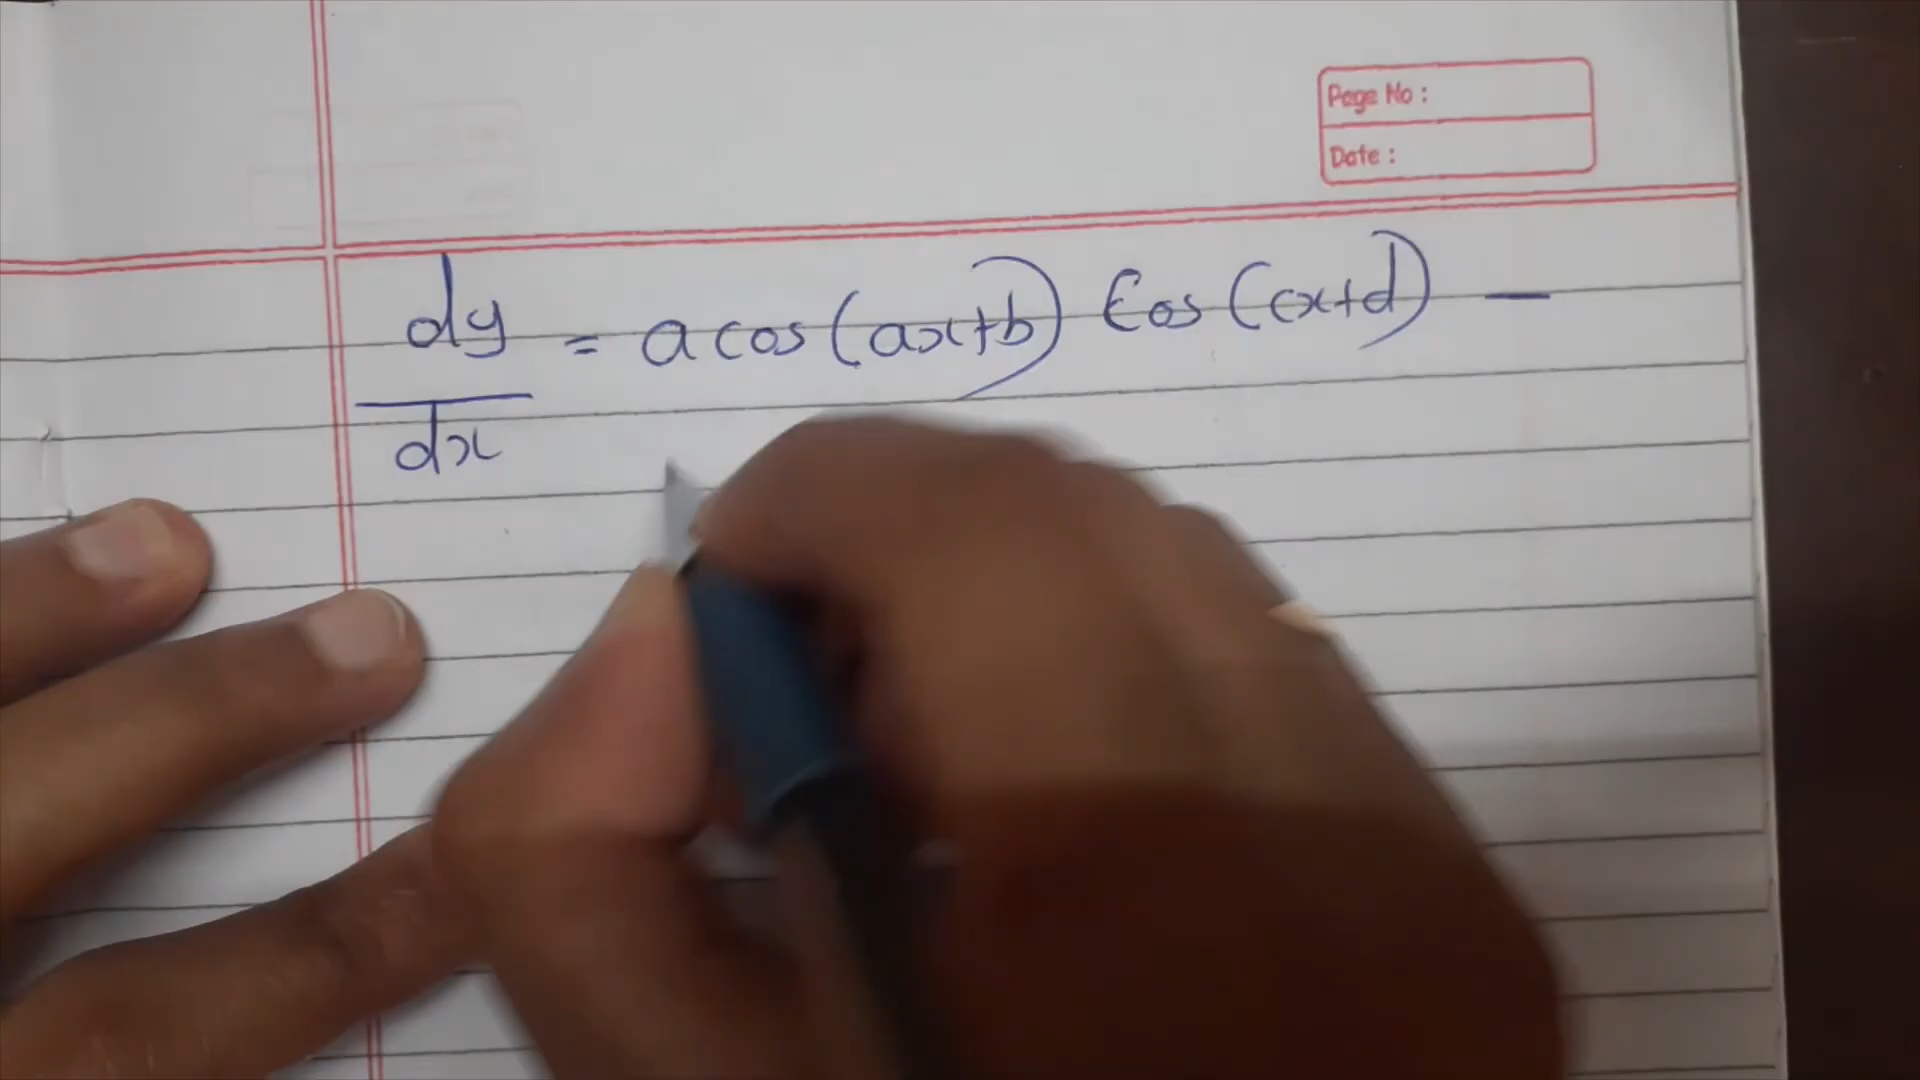 Page No :
Date :
dy/dx = a cos(ax+b) Cos(cx+d) —